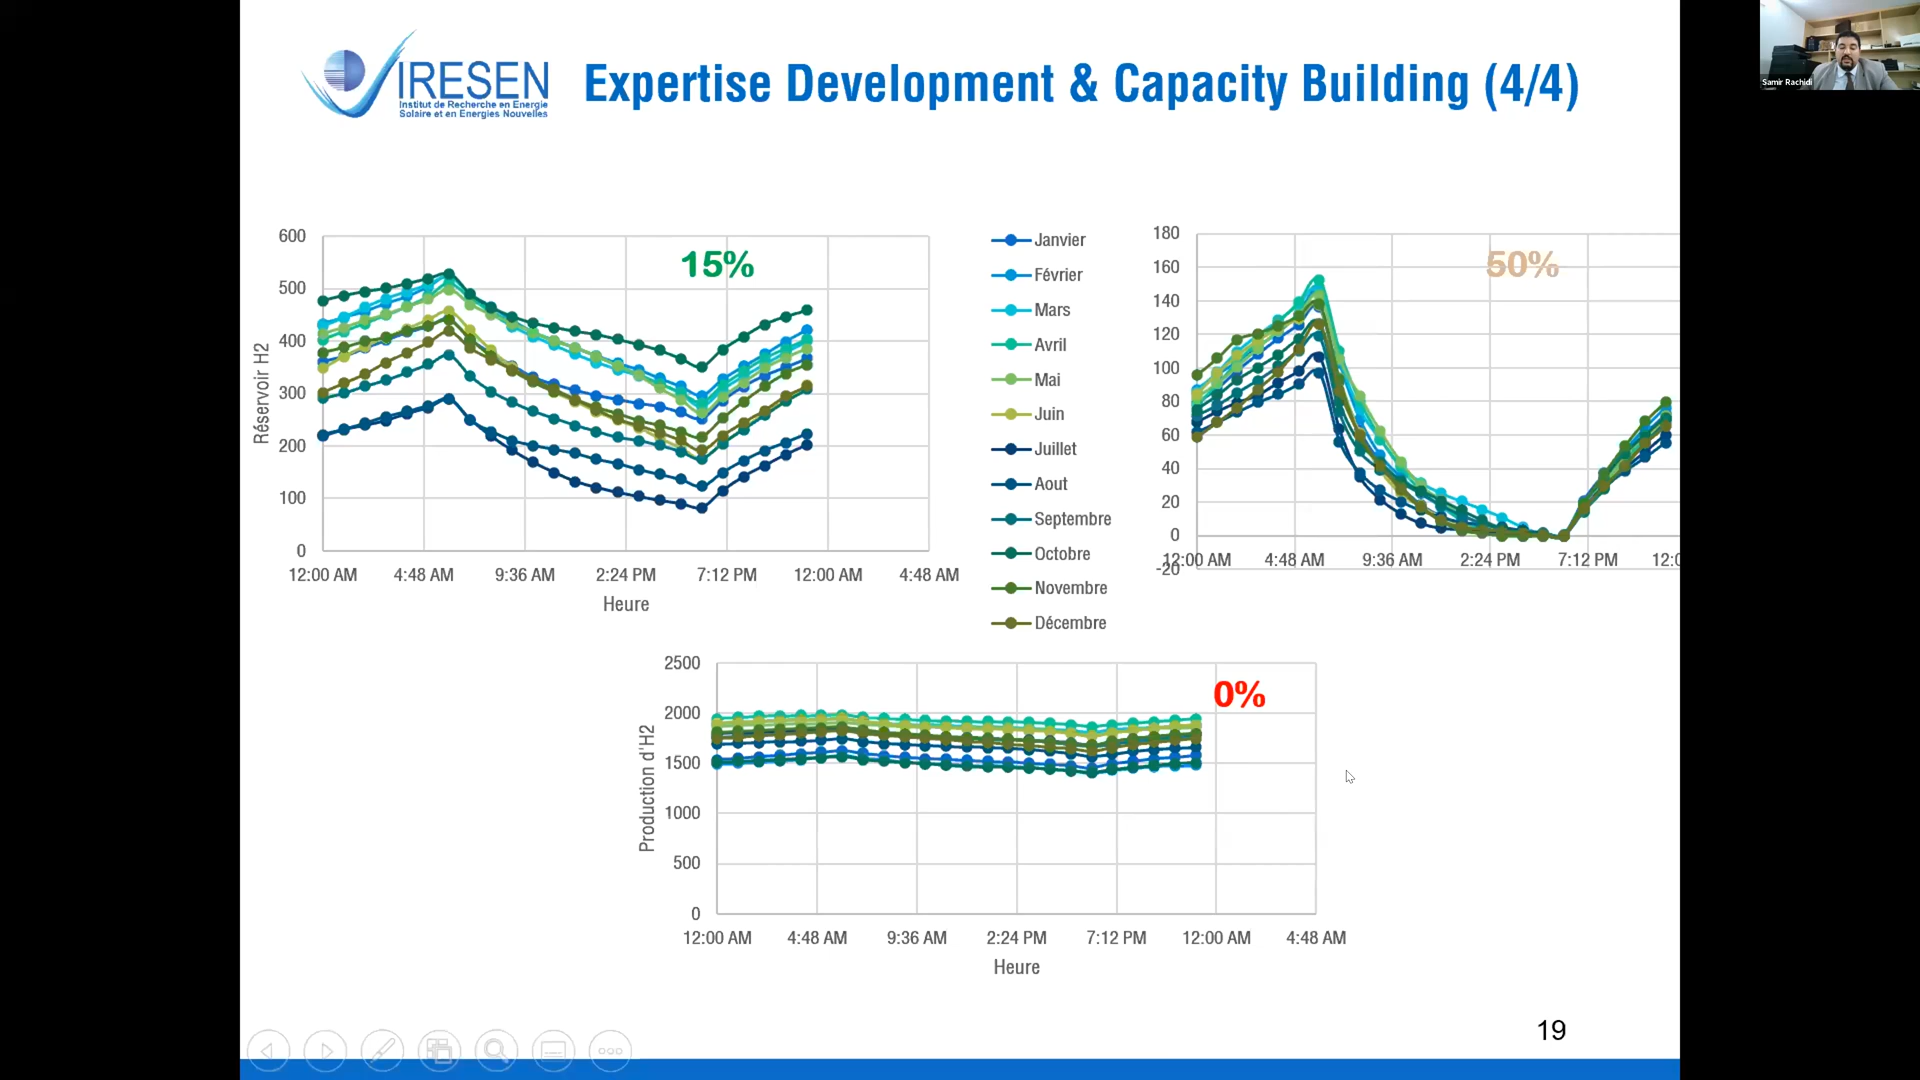 IRESEN
Institut de Recherche en Energie
Solaire et en Energies Nouvelles
Expertise Development & Capacity Building (4/4)
Samir Rachidi
600
500
400
300
200
100
0
Réservoir H2
15%
12:00 AM
4:48 AM
9:36 AM
2:24 PM
7:12 PM
12:00 AM
4:48 AM
Heure
Janvier
Février
Mars
Avril
Mai
Juin
Juillet
Aout
Septembre
Octobre
Novembre
Décembre
180
160
140
120
100
80
60
40
20
0
-20
50%
12:00 AM
4:48 AM
9:36 AM
2:24 PM
7:12 PM
12:0
2500
2000
1500
1000
500
0
Production d'H2
0%
12:00 AM
4:48 AM
9:36 AM
2:24 PM
7:12 PM
12:00 AM
4:48 AM
Heure
19